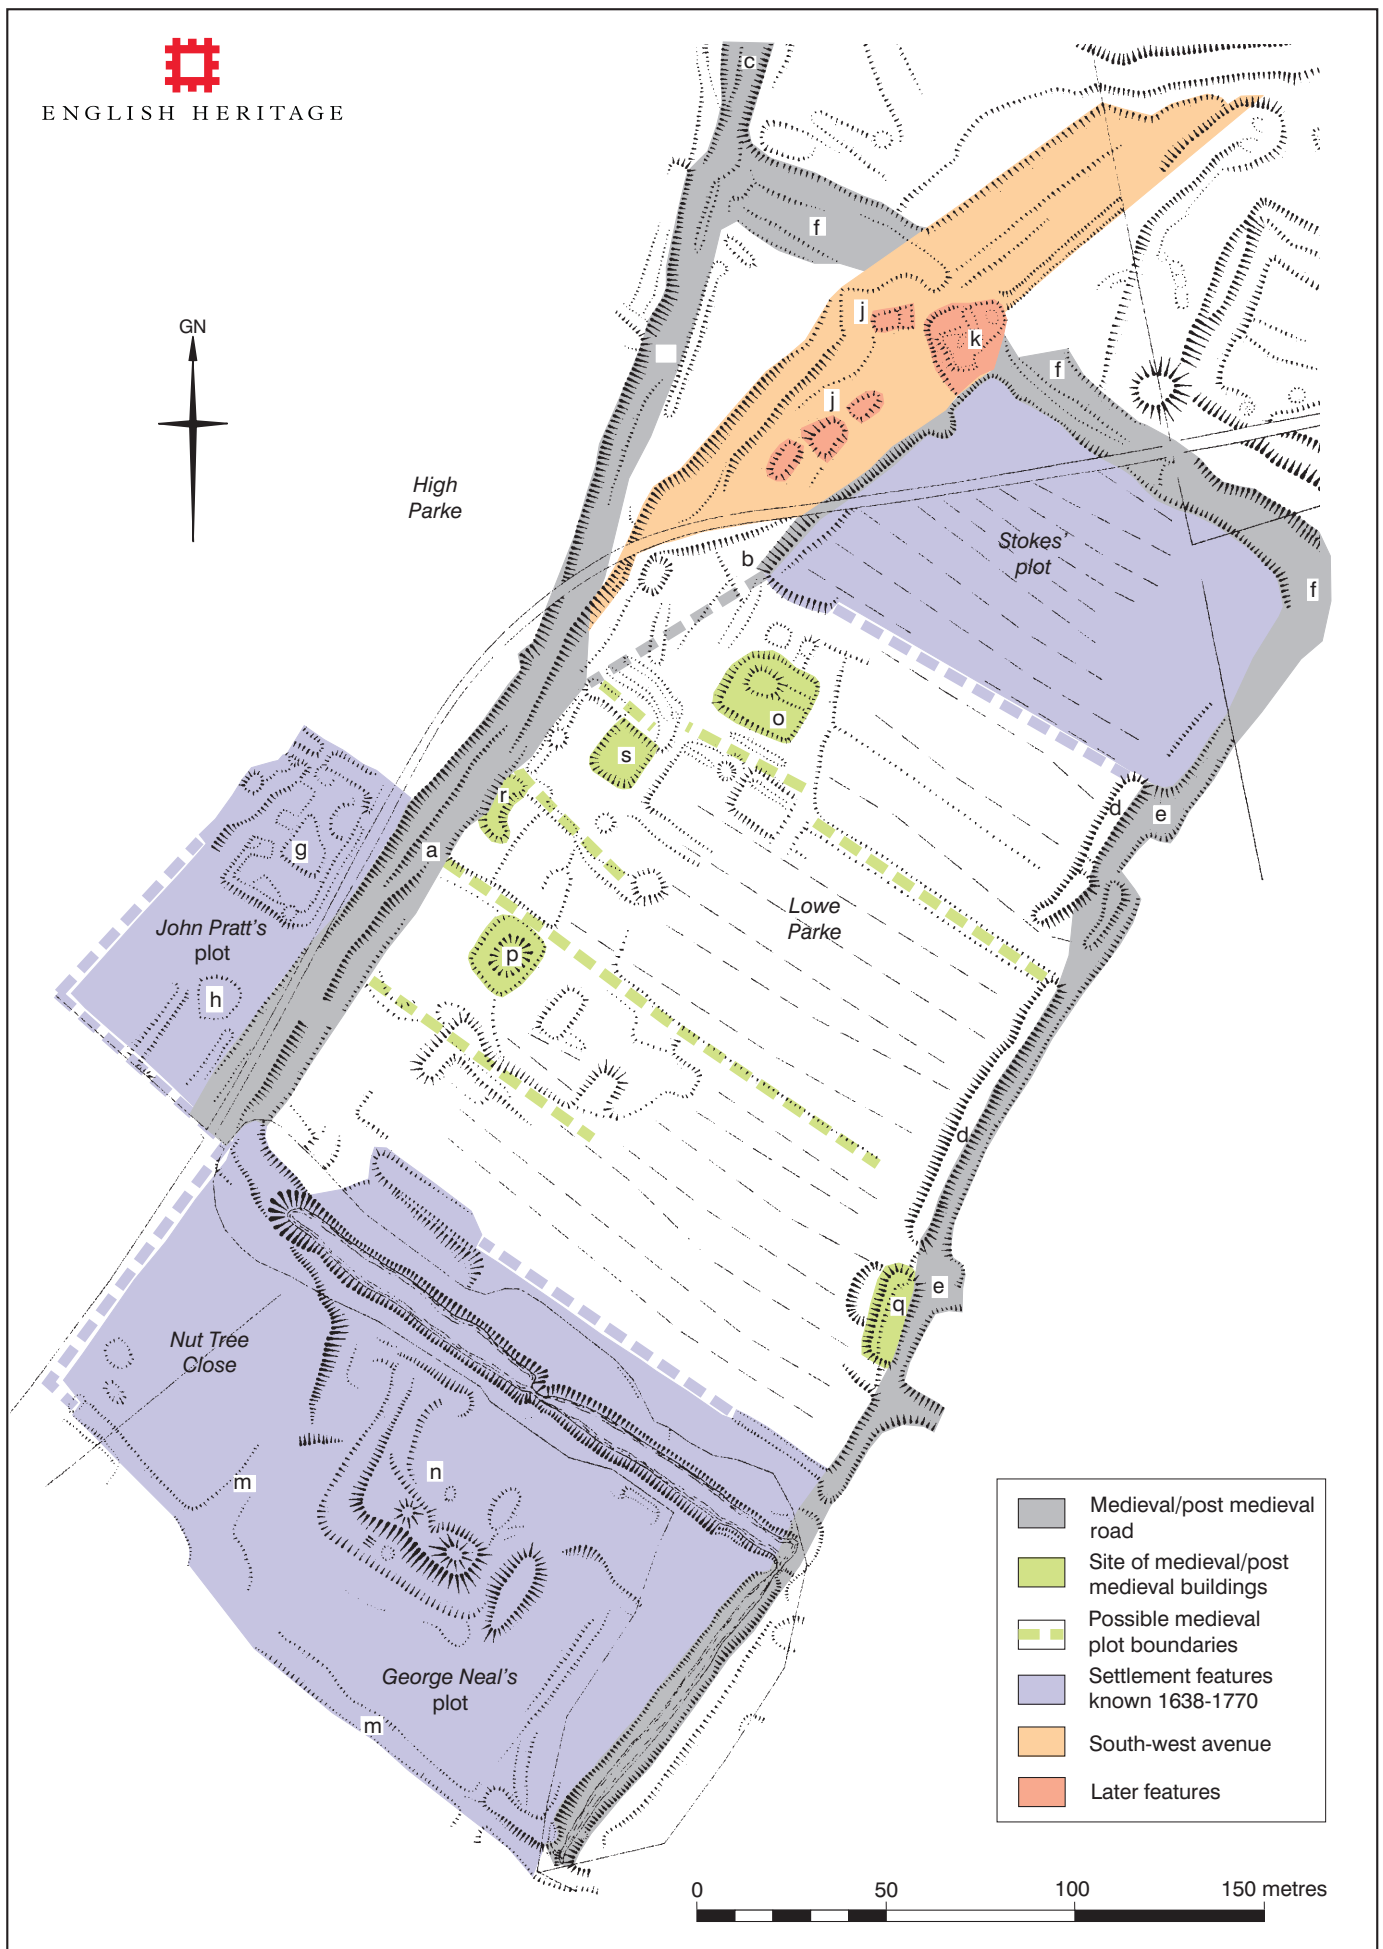 ENGLISH HERITAGE
c
f
GN
j
k
f
j
High
Parke
Stokes'
plot
b
f
o
s
r
d
e
g
a
Lowe
Parke
John Pratt's
plot
p
h
d
q
e
Nut Tree
Close
n
m
George Neal's
plot
m
Medieval/post medieval
road
Site of medieval/post
medieval buildings
Possible medieval
plot boundaries
Settlement features
known 1638-1770
South-west avenue
Later features
0 50 100 150 metres